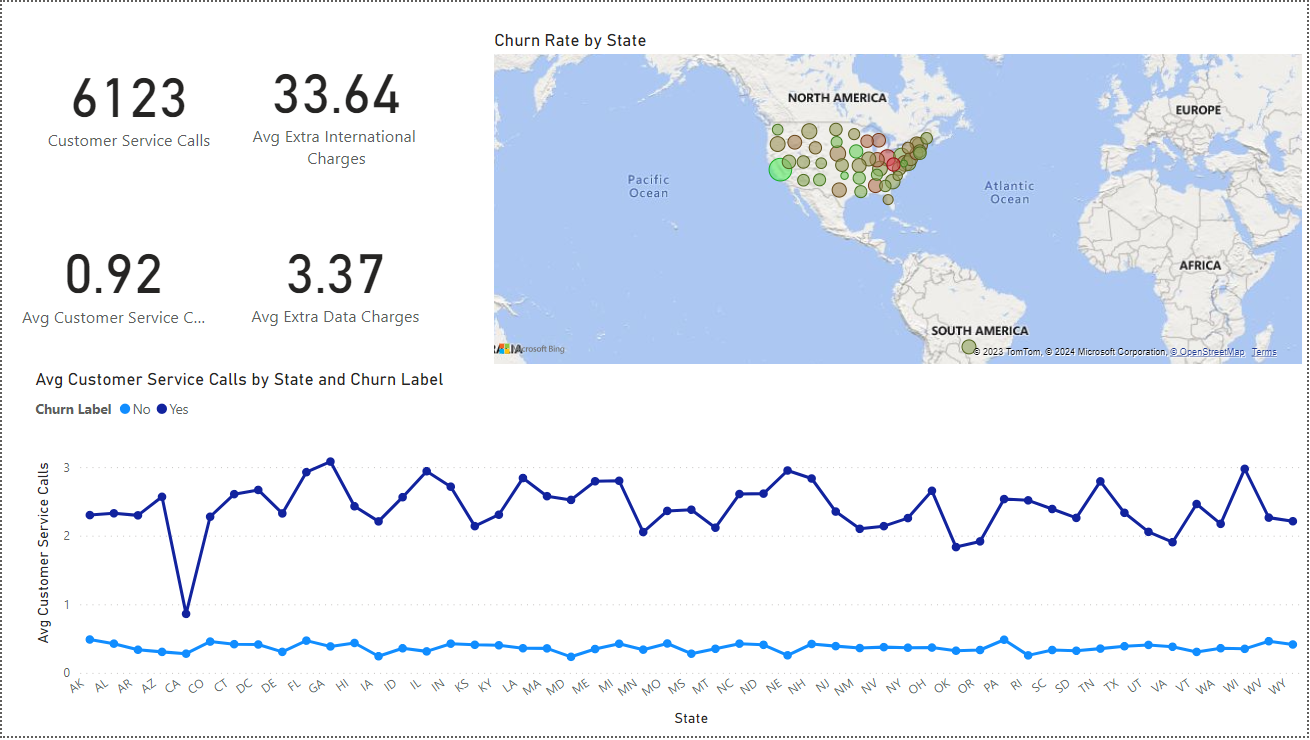 6123
Customer Service Calls
33.64
Avg Extra International
Charges
0.92
Avg Customer Service C...
3.37
Avg Extra Data Charges
Churn Rate by State
NORTH AMERICA
EUROPE
Pacific
Ocean
Atlantic
Ocean
AFRICA
SOUTH AMERICA
© 2023 TomTom, © 2024 Microsoft Corporation, © OpenStreetMap Terms
Avg Customer Service Calls by State and Churn Label
Churn Label No Yes
Avg Customer Service Calls
3
2
1
0
AK AL AR AZ CA CO CT DC DE FL GA HI IA ID IL IN KS KY LA MA MD ME MI MN MO MS MT NC ND NE NH NJ NM NV NY OH OK OR PA RI SC SD TN TX UT VA VT WA WI WV WY
State